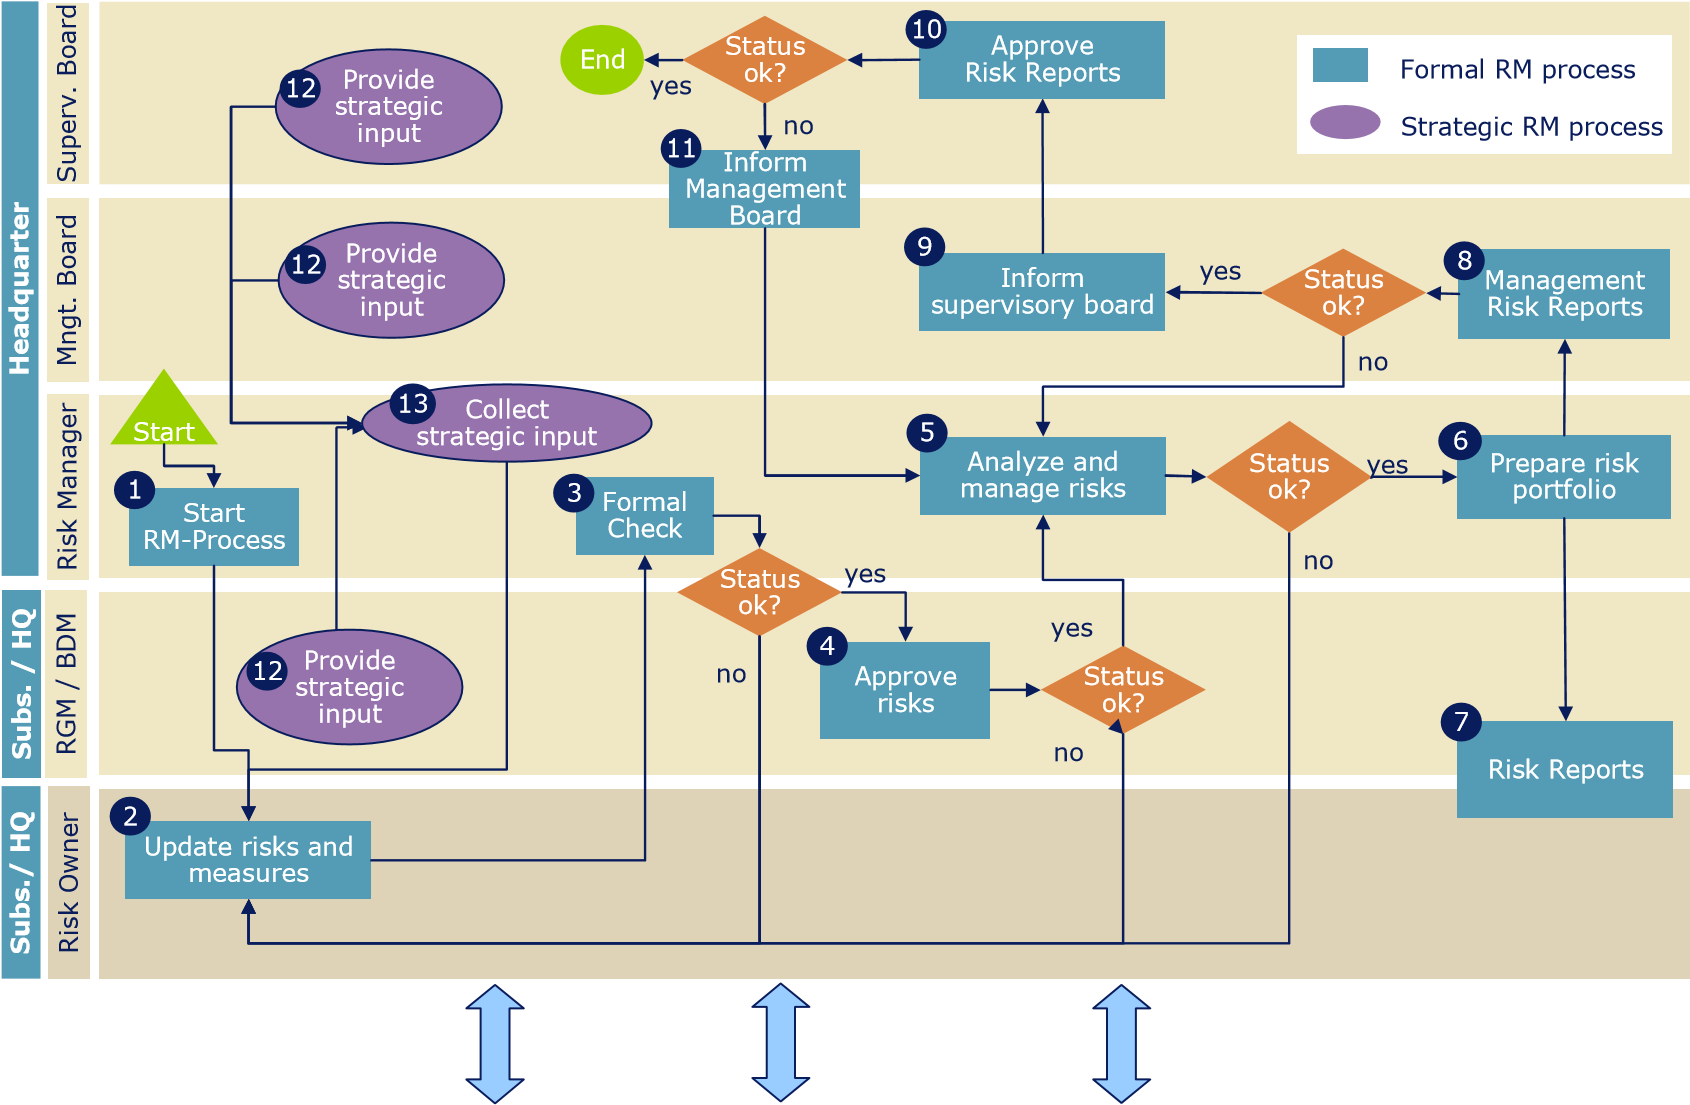 Headquarter
Superv. Board
12
Provide
strategic
input
End
yes
Status
ok?
no
10
Approve
Risk Reports
11
Inform
Management
Board
Formal RM process
Strategic RM process
Mngt. Board
12
Provide
strategic
input
9
Inform
supervisory board
yes
Status
ok?
no
8
Management
Risk Reports
Risk Manager
Start
1
Start
RM-Process
13
Collect
strategic input
3
Formal
Check
Status
ok?
yes
no
5
Analyze and
manage risks
Status
ok?
yes
no
6
Prepare risk
portfolio
Subs. / HQ
RGM / BDM
12
Provide
strategic
input
4
Approve
risks
yes
Status
ok?
no
7
Risk Reports
Subs./ HQ
Risk Owner
2
Update risks and
measures